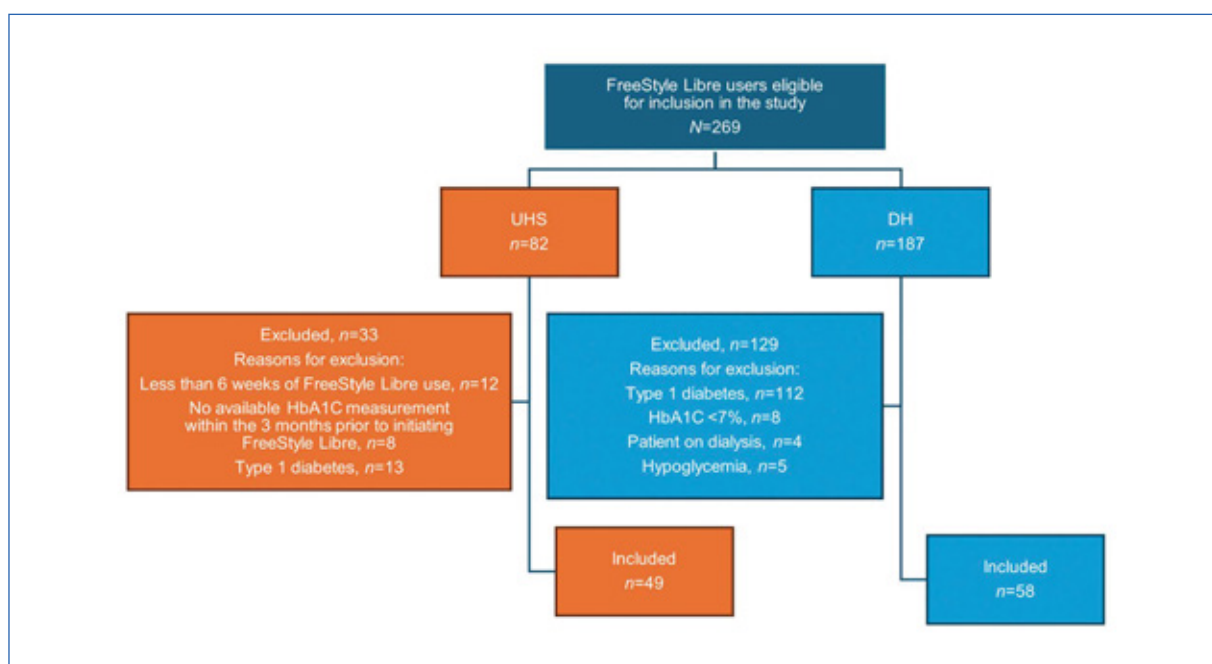 FreeStyle Libre users eligible
for inclusion in the study
N=269
UHS
n=82
DH
n=187
Excluded, n=33
Reasons for exclusion:
Less than 6 weeks of FreeStyle Libre use, n=12
No available HbA1C measurement
within the 3 months prior to initiating
FreeStyle Libre, n=8
Type 1 diabetes, n=13
Excluded, n=129
Reasons for exclusion:
Type 1 diabetes, n=112
HbA1C <7%, n=8
Patient on dialysis, n=4
Hypoglycemia, n=5
Included
n=49
Included
n=58